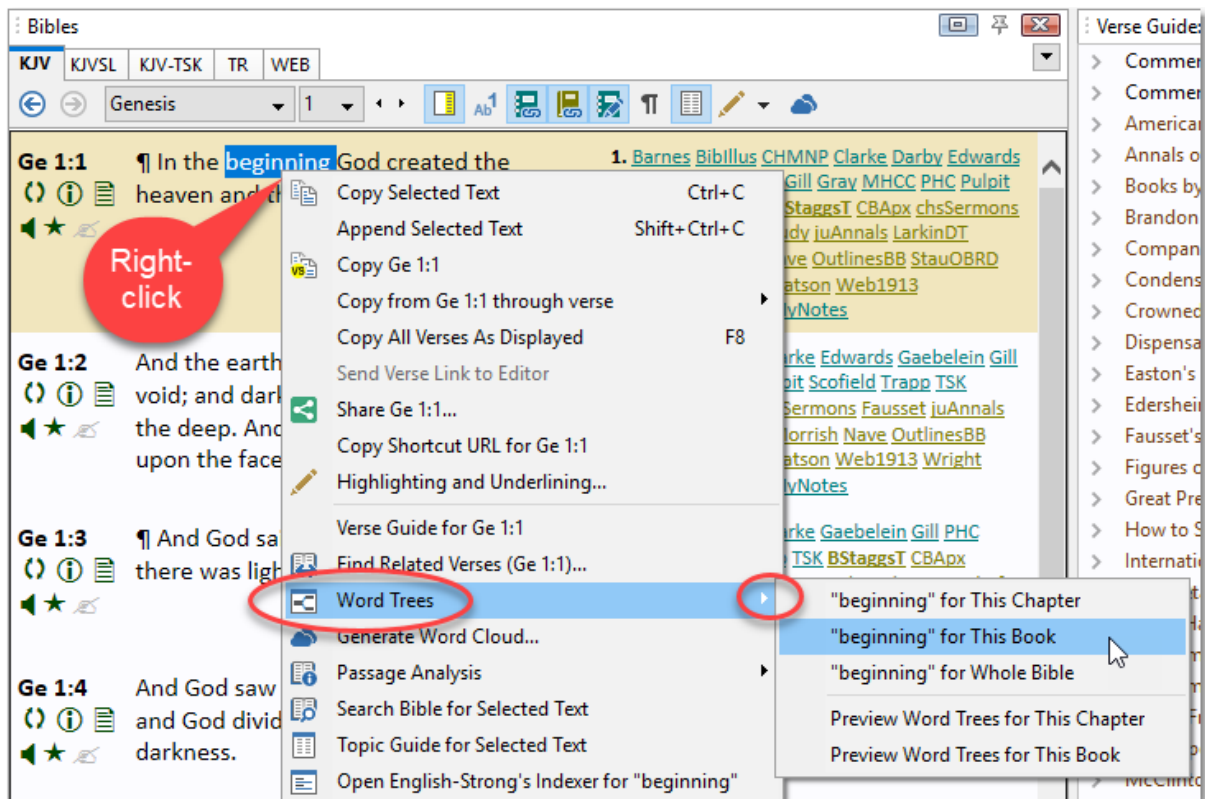 Bibles
KJV KJVSL KJV-TSK TR WEB
Genesis 1
Ge 1:1 ¶ In the beginning God created the
heaven and
1. Barnes BibIllus CHMNP Clarke Darby Edwards
Gill Gray MHCC PHC Pulpit
StaggsT CBApx chsSermons
juAnnals LarkinDT
OutlinesBB StauOBRD
Web1913
Right-
click
Ge 1:2 And the earth
void; and
the deep. And
upon the face
Edwards Gaebelein Gill
Scofield Trapp TSK
Fausset juAnnals
Nave OutlinesBB
Web1913 Wright
Ge 1:3 ¶ And God
there was
Gaebelein Gill PHC
TSK BStaggsT CBApx
Ge 1:4 And God saw
and God
darkness.
Copy Selected Text Ctrl+C
Append Selected Text Shift+Ctrl+C
VS Copy Ge 1:1
Copy from Ge 1:1 through verse
Copy All Verses As Displayed F8
Send Verse Link to Editor
Share Ge 1:1...
Copy Shortcut URL for Ge 1:1
Highlighting and Underlining...
Verse Guide for Ge 1:1
Find Related Verses (Ge 1:1)...
Word Trees
Generate Word Cloud...
Passage Analysis
Search Bible for Selected Text
Topic Guide for Selected Text
Open English-Strong's Indexer for "beginning"
"beginning" for This Chapter
"beginning" for This Book
"beginning" for Whole Bible
Preview Word Trees for This Chapter
Preview Word Trees for This Book
Verse Guide:
Annals
Books by
Brandon
Easton's
Fausset's
Figures
Great
How to